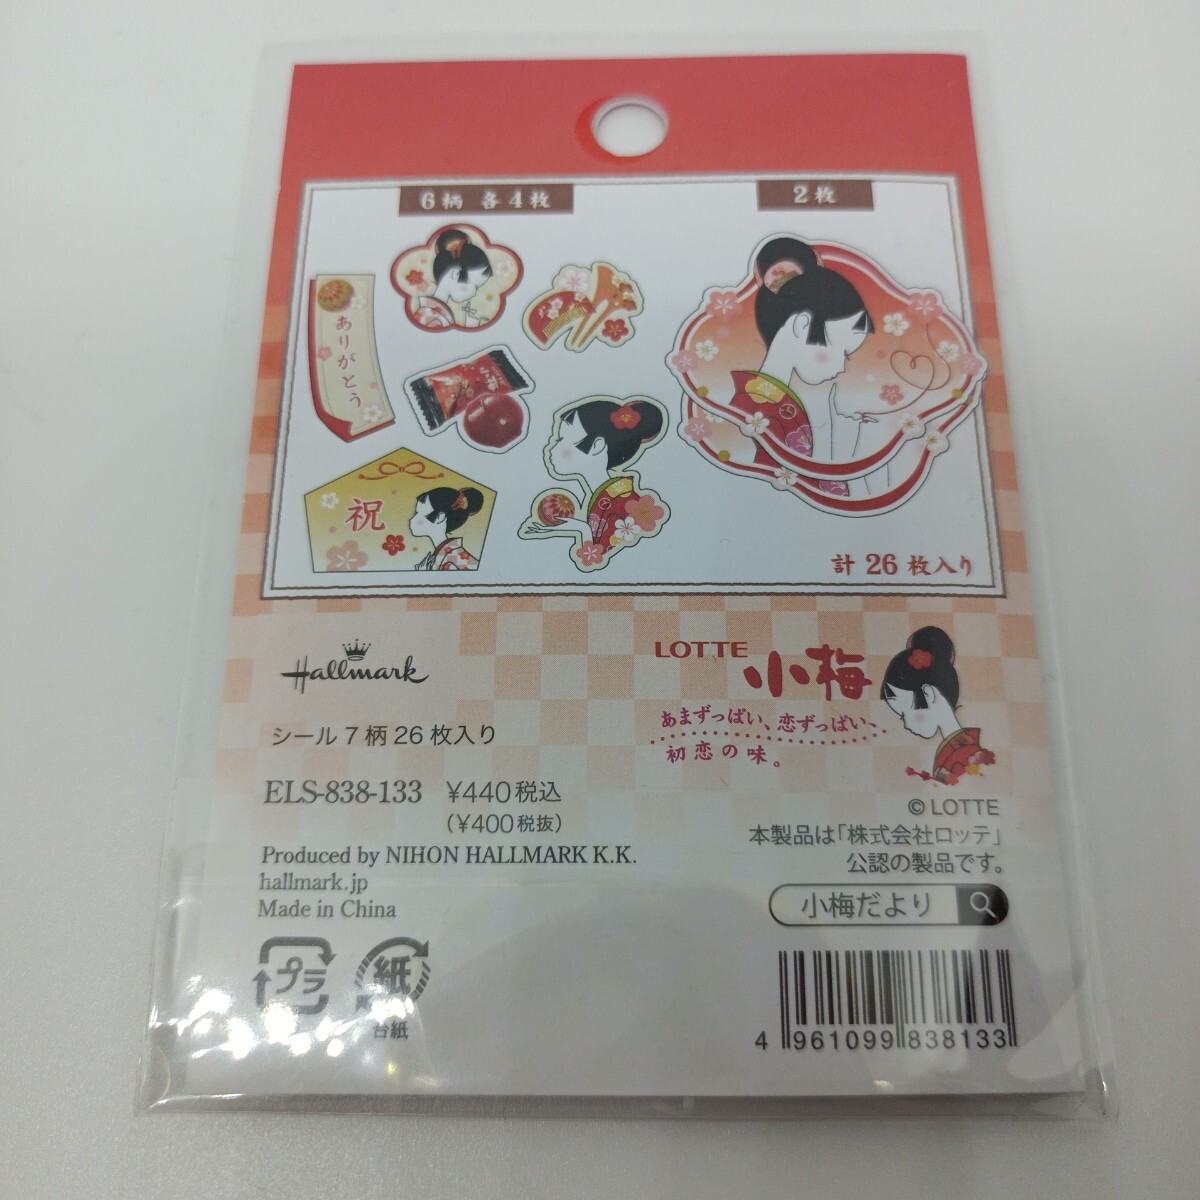 6柄 各4枚
2枚
ありがとう
祝
計26枚入り
Hallmark
シール7柄26枚入り
ELS-838-133 ¥440税込
(¥400税抜)
Produced by NIHON HALLMARK K.K.
hallmark.jp
Made in China
プラ
紙
台紙
LOTTE
小梅
あまずっぱい、恋ずっぱい、
初恋の味。
© LOTTE
本製品は「株式会社ロッテ」
公認の製品です。
小梅だより
4 961099 838133